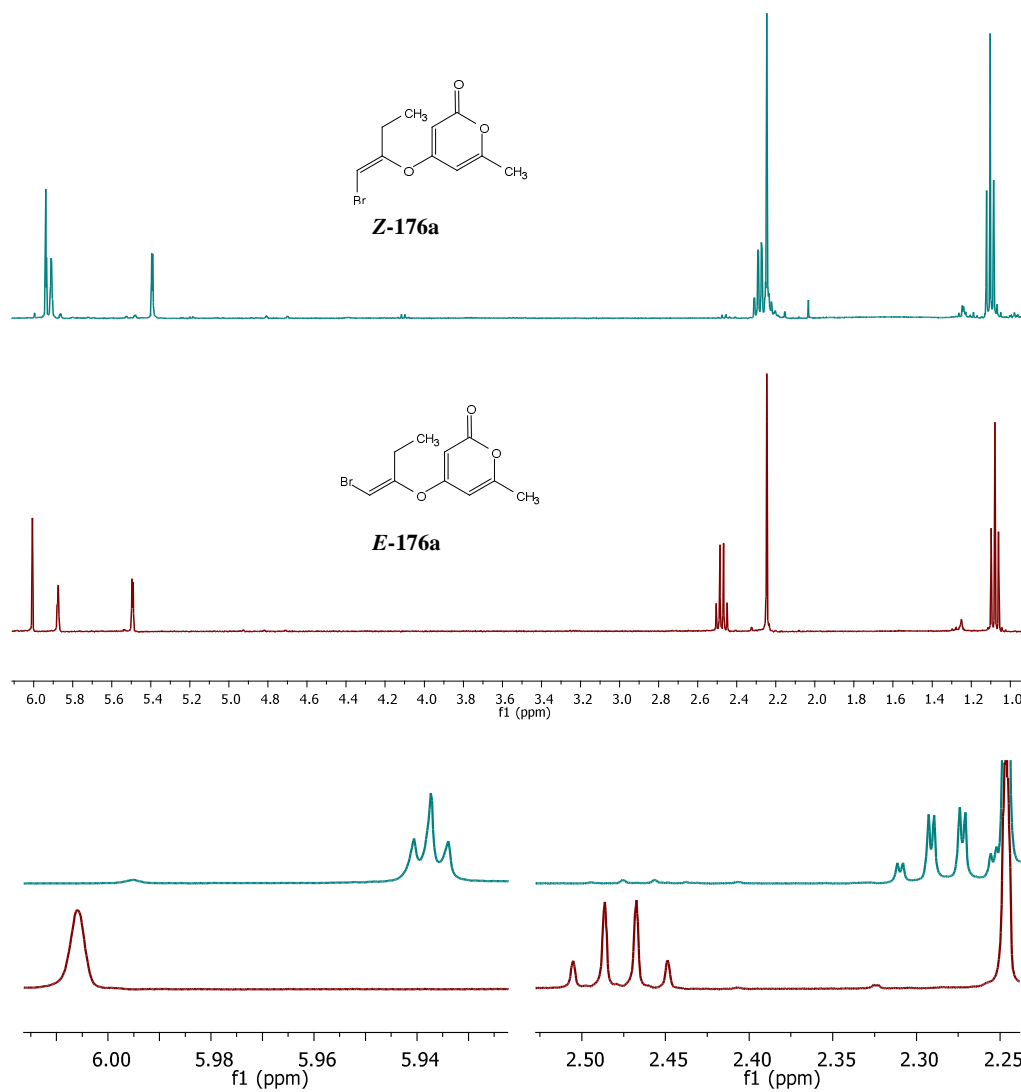 O
CH3
O
O
CH3
Br
Z-176a
O
CH3
O
Br
O
CH3
E-176a
6.0 5.8 5.6 5.4 5.2 5.0 4.8 4.6 4.4 4.2 4.0 3.8 3.6 3.4 3.2 3.0 2.8 2.6 2.4 2.2 2.0 1.8 1.6 1.4 1.2 1.0
f1 (ppm)
6.00 5.98 5.96 5.94
f1 (ppm)
2.50 2.45 2.40 2.35 2.30 2.25
f1 (ppm)